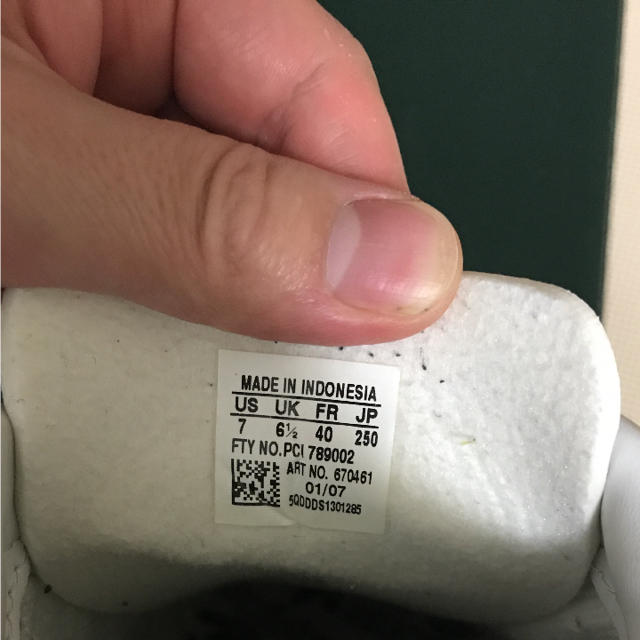 MADE IN INDONESIA
US UK FR JP
7 6½ 40 250
FTY NO.PCI 789002
ART NO. 670461
01/07
5QDDDS1301285